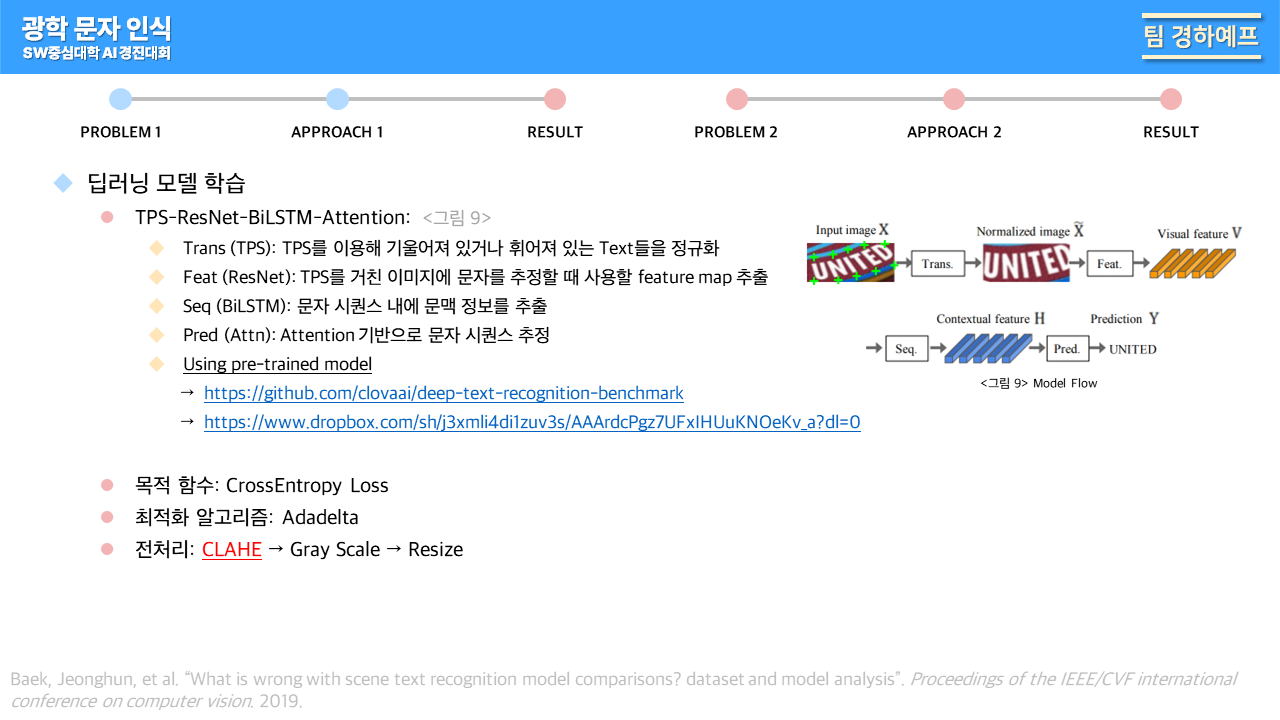 광학 문자 인식
SW중심대학 AI 경진대회
팀 경하예프
PROBLEM 1
APPROACH 1
RESULT
PROBLEM 2
APPROACH 2
RESULT
딥러닝 모델 학습
TPS-ResNet-BiLSTM-Attention: <그림 9>
Trans (TPS): TPS를 이용해 기울어져 있거나 휘어져 있는 Text들을 정규화
Feat (ResNet): TPS를 거친 이미지에 문자를 추정할 때 사용할 feature map 추출
Seq (BiLSTM): 문자 시퀀스 내에 문맥 정보를 추출
Pred (Attn): Attention 기반으로 문자 시퀀스 추정
Using pre-trained model
→ https://github.com/clovaai/deep-text-recognition-benchmark
→ https://www.dropbox.com/sh/j3xmli4di1zuv3s/AAArdcPgz7UFxIHUuKNOeKv_a?dl=0
Input image X
Normalized image X̃
Visual feature V
UNITED
Trans.
UNITED
Feat.
Contextual feature H
Prediction Y
Seq.
Pred.
UNITED
<그림 9> Model Flow
목적 함수: CrossEntropy Loss
최적화 알고리즘: Adadelta
전처리: CLAHE → Gray Scale → Resize
Baek, Jeonghun, et al. “What is wrong with scene text recognition model comparisons? dataset and model analysis”. Proceedings of the IEEE/CVF international
conference on computer vision. 2019.